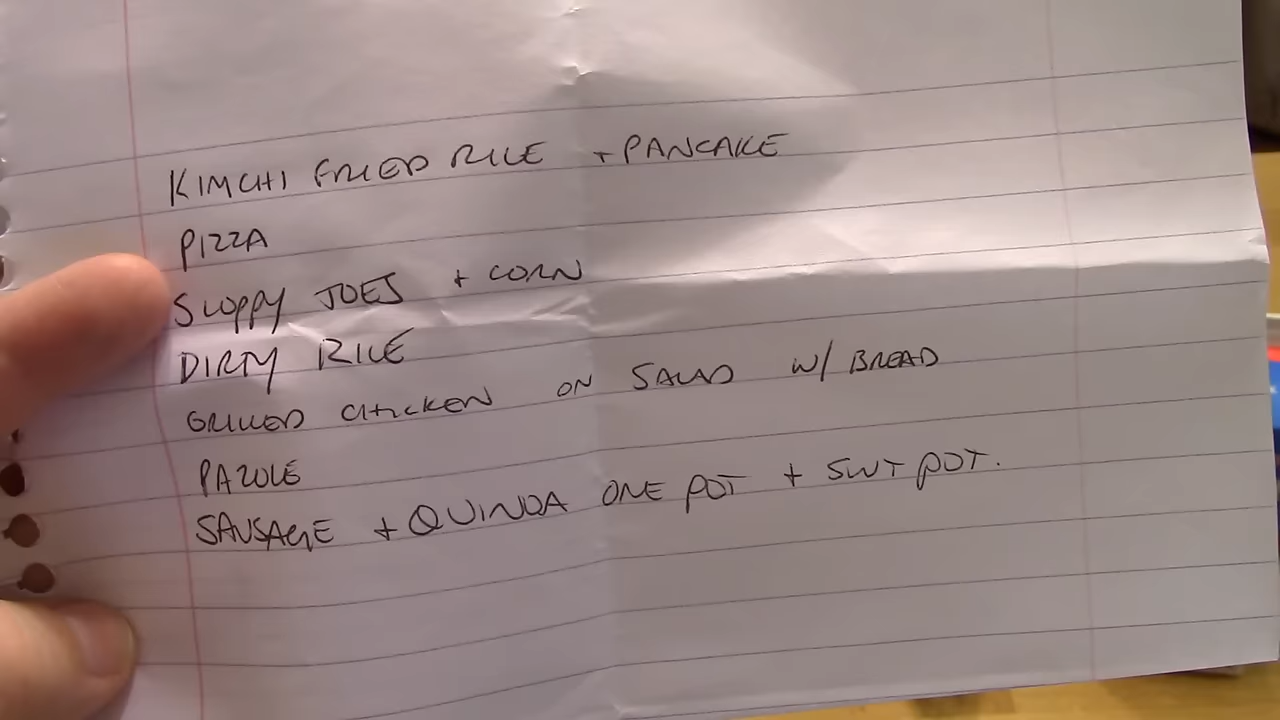 KIMCHI FRIED RICE + PANCAKE
PIZZA
SLOPPY JOES + CORN
DIRTY RICE
GRILLED CHICKEN ON SALAD W/ BREAD
PAZOLE
SAUSAGE + QUINOA ONE POT + SWT POT.